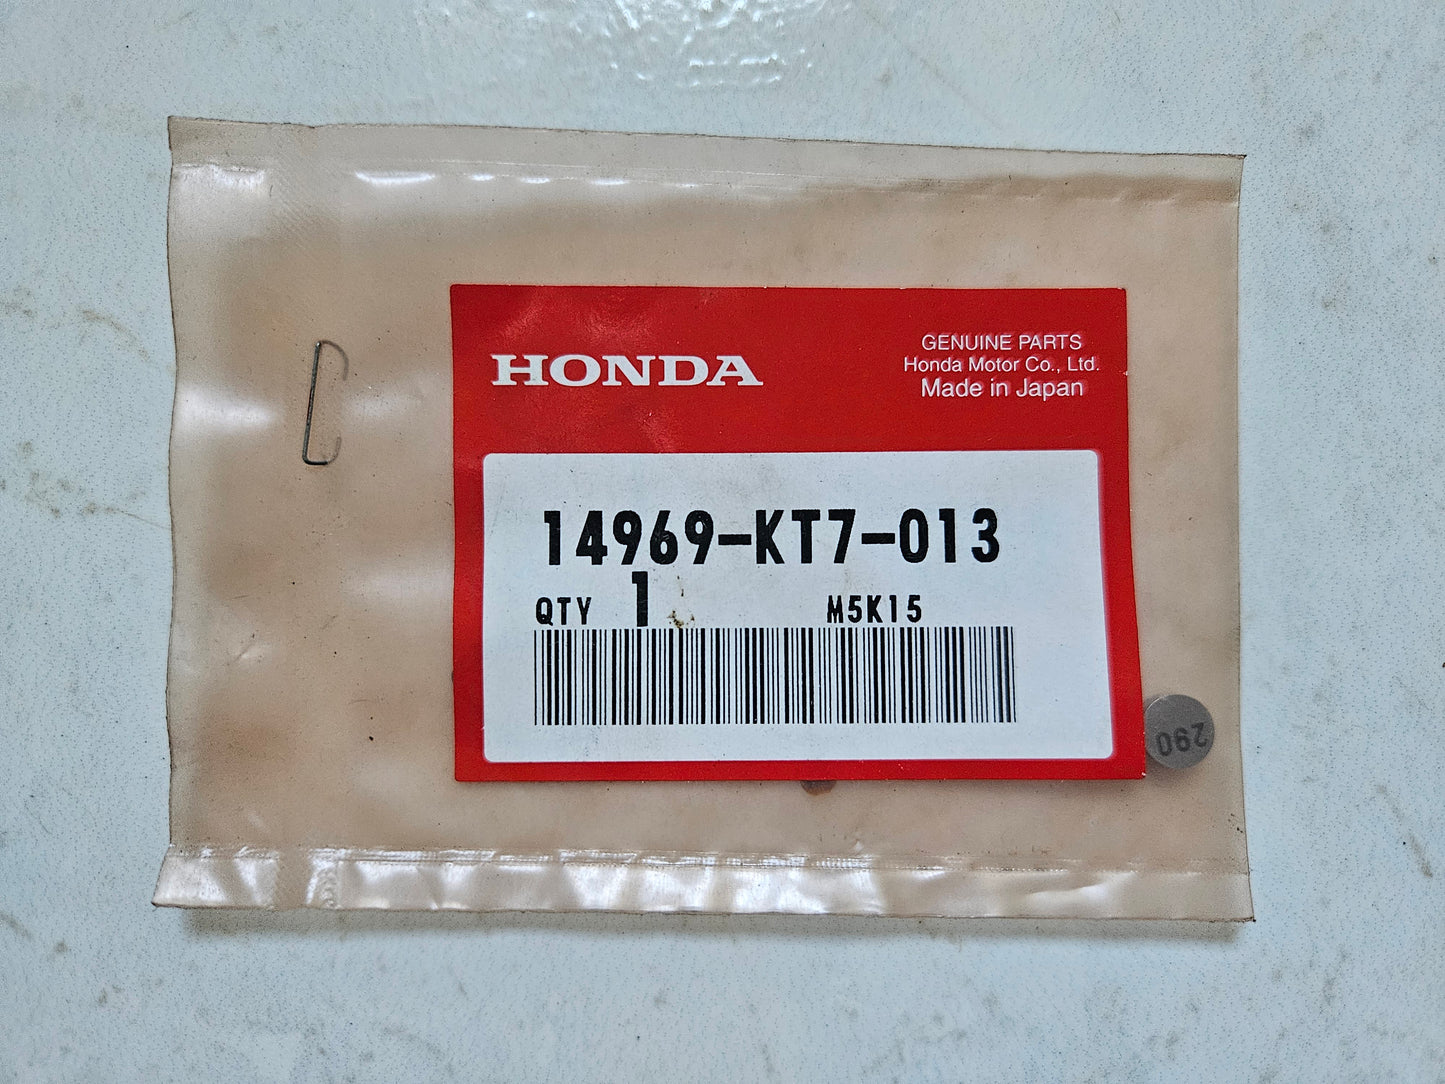 HONDA
GENUINE PARTS
Honda Motor Co., Ltd.
Made in Japan
14969-KT7-013
QTY 1 M5K15
290